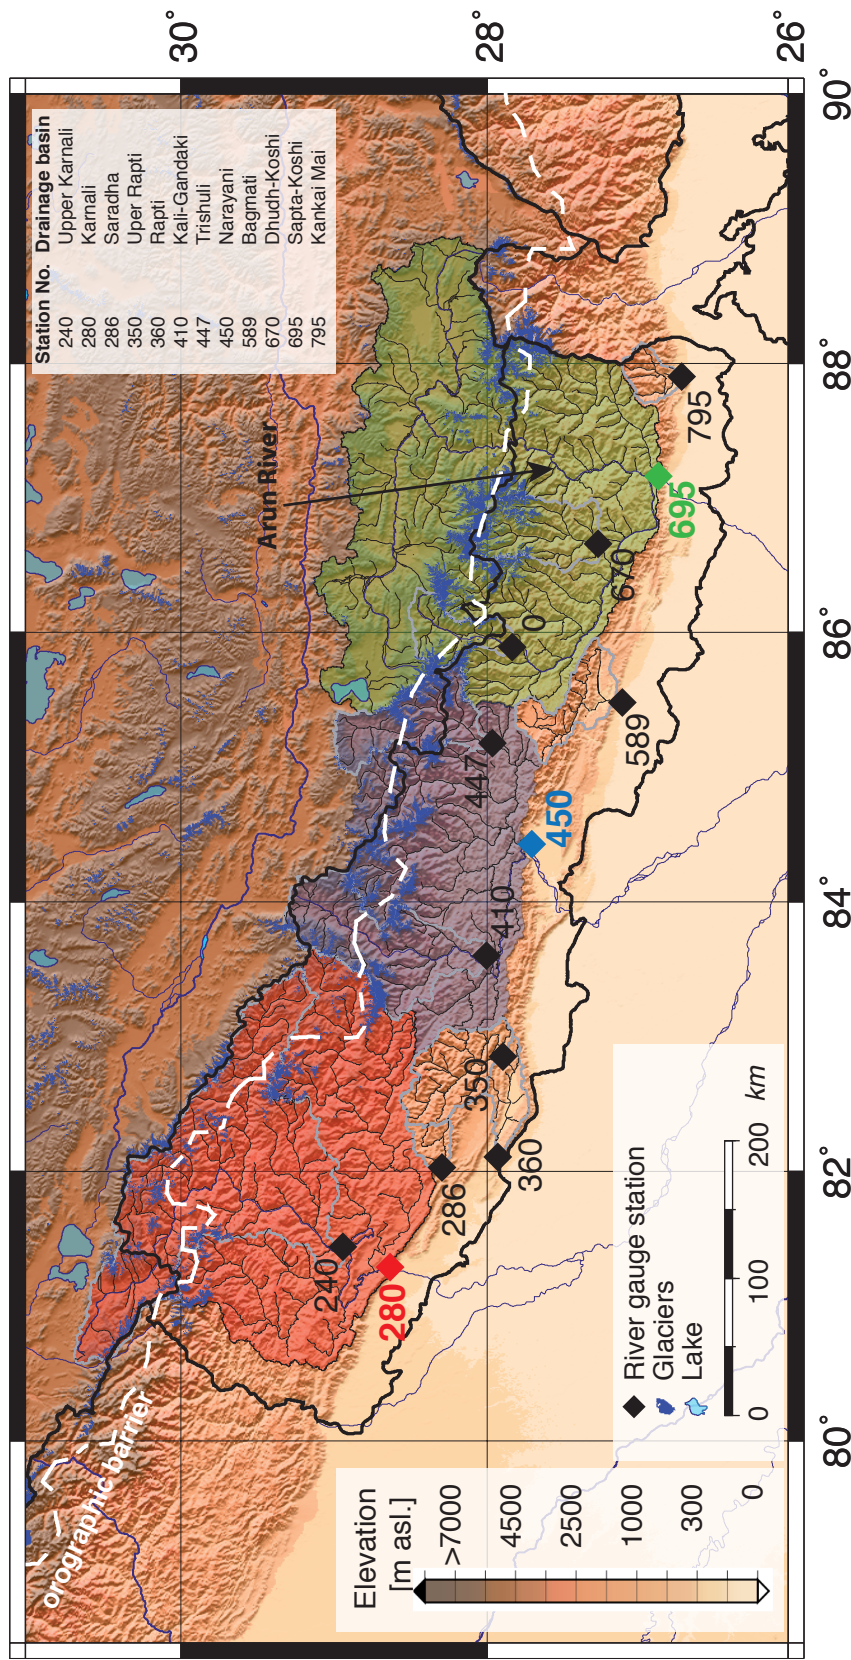 30°
28°
26°
80°
82°
84°
86°
88°
90°
Station No. Drainage basin
240 Upper Karnali
280 Karnali
286 Saradha
350 Uper Rapti
360 Rapti
410 Kali-Gandaki
447 Trishuli
450 Narayani
589 Bagmati
670 Dhudh-Koshi
695 Sapta-Koshi
795 Kankai Mai
orographic barrier
Arun River
240
280
286
350
360
410
447
450
0
589
670
695
795
Elevation
[m asl.]
>7000
4500
2500
1000
300
0
River gauge station
Glaciers
Lake
0 100 200 km